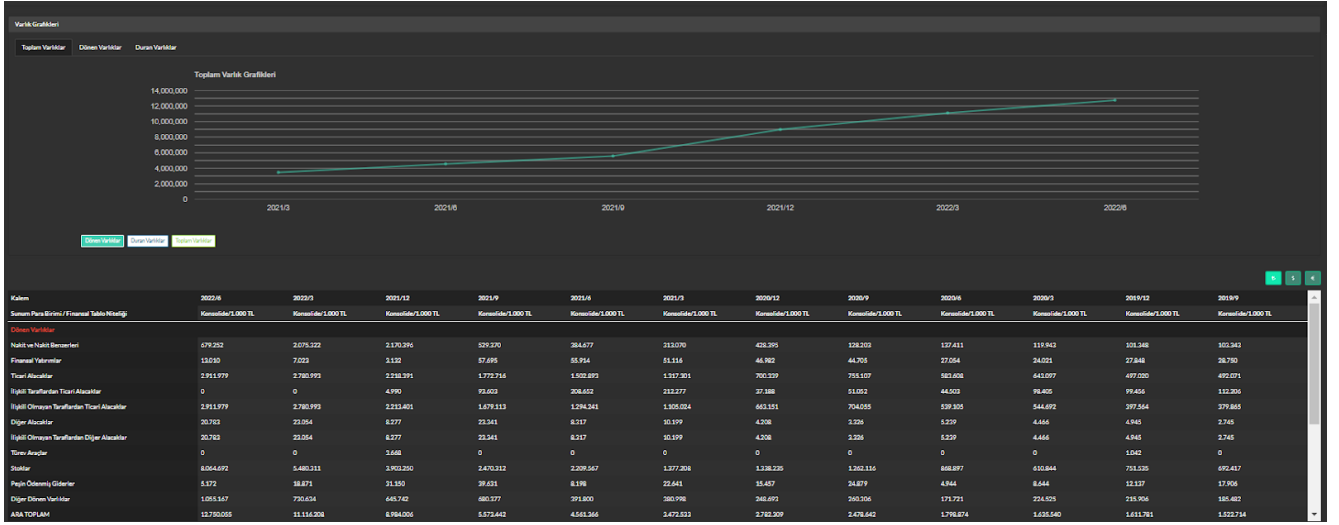 Varlık Grafikleri
Toplam Varlıklar Dönen Varlıklar Duran Varlıklar
Toplam Varlık Grafikleri
14,000,000
12,000,000
10,000,000
8,000,000
6,000,000
4,000,000
2,000,000
0
2021/3 2021/6 2021/9 2021/12 2022/3 2022/6
Dönen Varlıklar Duran Varlıklar Toplam Varlıklar
₺ $ €
Kalem 2022/6 2022/3 2021/12 2021/9 2021/6 2021/3 2020/12 2020/9 2020/6 2020/3 2019/12 2019/9
Sunum Para Birimi / Finansal Tablo Niteliği Konsolide/1.000 TL Konsolide/1.000 TL Konsolide/1.000 TL Konsolide/1.000 TL Konsolide/1.000 TL Konsolide/1.000 TL Konsolide/1.000 TL Konsolide/1.000 TL Konsolide/1.000 TL Konsolide/1.000 TL Konsolide/1.000 TL Konsolide/1.000 TL
Dönen Varlıklar
Nakit ve Nakit Benzerleri 679.252 2.075.322 2.170.396 529.370 384.677 313.070 428.395 128.203 137.411 119.943 101.348 103.343
Finansal Yatırımlar 13.010 7.023 3.132 57.695 55.914 51.116 46.982 44.705 27.054 24.021 27.848 28.750
Ticari Alacaklar 2.911.979 2.780.993 2.218.391 1.772.716 1.502.893 1.317.301 700.339 755.107 583.608 643.097 497.020 492.071
İlişkili Taraflardan Ticari Alacaklar 0 0 4.990 93.603 208.652 212.277 37.188 51.052 44.503 98.405 99.456 112.206
İlişkili Olmayan Taraflardan Ticari Alacaklar 2.911.979 2.780.993 2.213.401 1.679.113 1.294.241 1.105.024 663.151 704.055 539.105 544.692 397.564 379.865
Diğer Alacaklar 20.783 23.054 8.277 23.341 8.317 10.199 4.208 3.326 5.239 4.466 4.945 2.745
İlişkili Olmayan Taraflardan Diğer Alacaklar 20.783 23.054 8.277 23.341 8.317 10.199 4.208 3.326 5.239 4.466 4.945 2.745
Türev Araçlar 0 0 3.668 0 0 0 0 0 0 0 1.042 0
Stoklar 8.064.692 5.480.311 3.903.250 2.470.312 2.209.567 1.377.208 1.338.235 1.262.116 868.897 610.844 751.535 692.417
Peşin Ödenmiş Giderler 5.172 18.871 31.150 39.631 8.198 22.641 15.457 24.879 4.944 8.644 12.137 17.906
Diğer Dönen Varlıklar 1.055.167 730.634 645.742 680.377 391.800 380.998 248.693 260.306 171.721 224.525 215.906 185.482
ARA TOPLAM 12.750.055 11.116.208 8.984.006 5.573.442 4.561.366 3.472.533 2.782.309 2.478.642 1.798.874 1.635.540 1.611.781 1.522.714